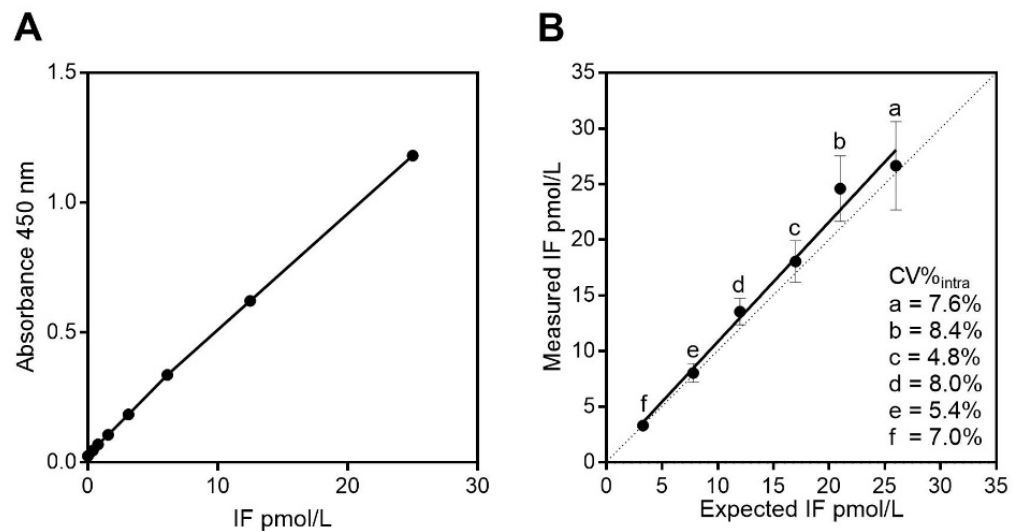 A
1.5
1.0
0.5
0.0
0
10
20
30
Absorbance 450 nm
IF pmol/L
B
35
30
25
20
15
10
5
0
0
5
10
15
20
25
30
35
Measured IF pmol/L
Expected IF pmol/L
a
b
c
d
e
f
CV%intra
a = 7.6%
b = 8.4%
c = 4.8%
d = 8.0%
e = 5.4%
f = 7.0%